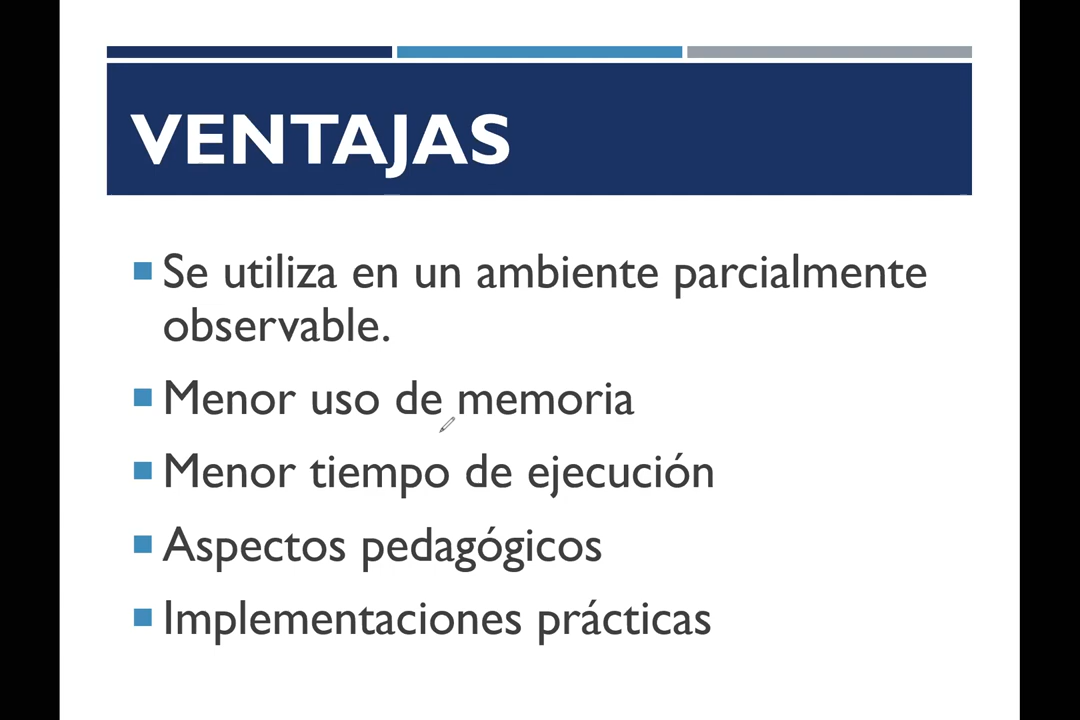 VENTAJAS
Se utiliza en un ambiente parcialmente
observable.
Menor uso de memoria
Menor tiempo de ejecución
Aspectos pedagógicos
Implementaciones prácticas